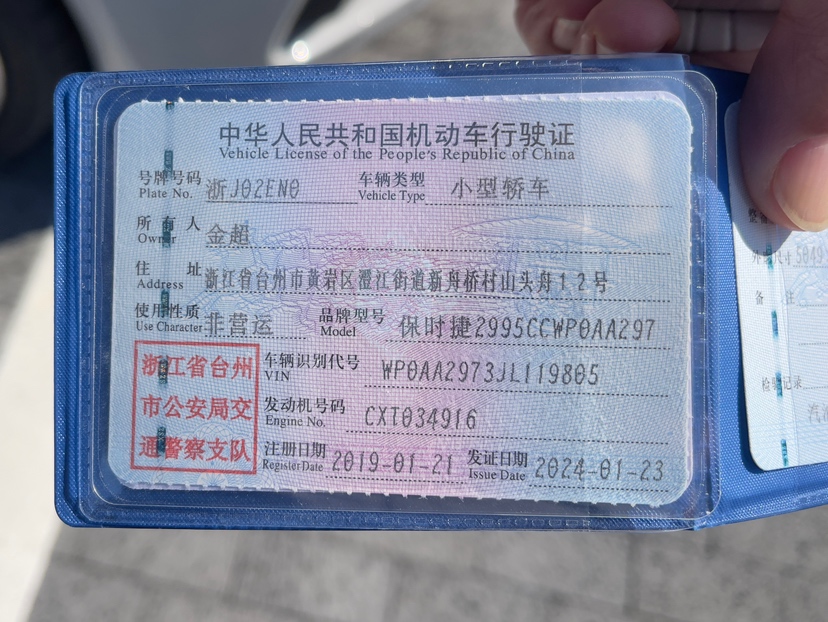 中华人民共和国机动车行驶证
Vehicle License of the People's Republic of China
号牌号码 浙J02EN0 车辆类型 小型轿车
Plate No. Vehicle Type
所有人 金超
Owner
住址 浙江省台州市黄岩区澄江街道新舟桥村山头舟12号
Address
使用性质 非营运 品牌型号 保时捷2995CCWP0AA297
Use Character Model
浙江省台州 车辆识别代号 WP0AA2973JL119805
VIN
市公安局交 发动机号码 CXT034916
Engine No.
通警察支队 注册日期 2019-01-21 发证日期 2024-01-23
Register Date Issue Date
备注